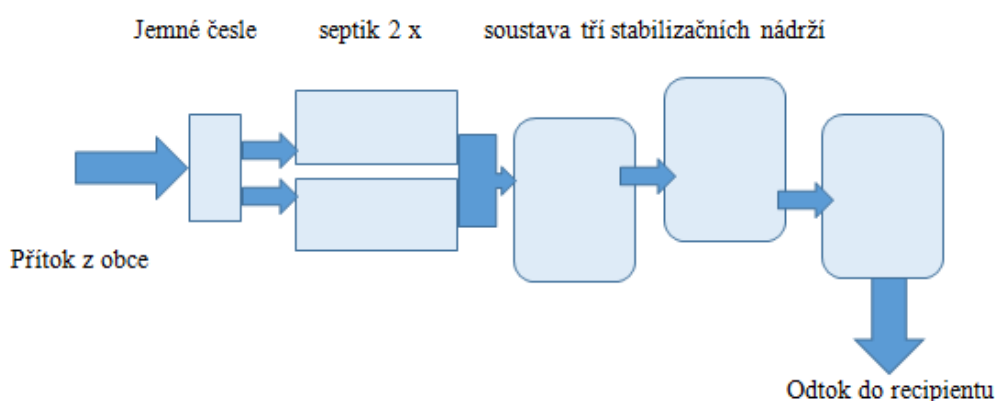 Jemné česle
septik 2 x
soustava tří stabilizačních nádrží
Přítok z obce
Odtok do recipientu